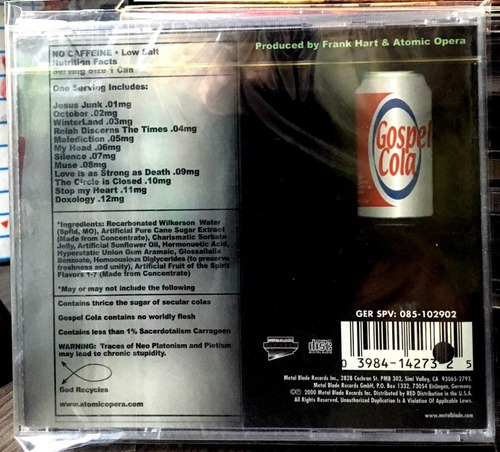 NO CAFFEINE • Low Salt
Nutrition Facts
Serving Size 1 Can
One Serving Includes:
Jesus Junk .01mg
October .02mg
WinterLand .03mg
Relah Discerns The Times .04mg
Malediction .05mg
My Head .06mg
Silence .07mg
Muse .08mg
Love is as Strong as Death .09mg
The Circle is Closed .10mg
Stop my Heart .11mg
Doxology .12mg
*Ingredients: Recarbonated Wilkerson Water
(Spfld, MO), Artificial Pure Cane Sugar Extract
(Made from Concentrate), Charismatic Sorbate
Jelly, Artificial Sunflower Oil, Hermenuetic Acid,
Hyperstatic Union Gum Aramaic, Glossallalia
Benzoate, Homoousious Diglycerides (to preserve
freshness and unity), Artificial Fruit of the Spirit
Flavors 1-7 (Made from Concentrate)
*May or may not include the following
Contains thrice the sugar of secular colas
Gospel Cola contains no worldly flesh
Contains less than 1% Sacerdotalism Carrageen
WARNING: Traces of Neo Platonism and Pietism
may lead to chronic stupidity.
God Recycles
www.atomicopera.com
Produced by Frank Hart & Atomic Opera
Gospel
Cola
GER SPV: 085-102902
0 3984-14273 2 5
Metal Blade Records Inc., 2828 Cochran St. PMB 302, Simi Valley, CA 93065-2793.
Metal Blade Records GmbH, P.O. Box 1332, 73054 Eislingen, Germany.
©℗ 2000 Metal Blade Records Inc. Distributed by RED Distribution in the U.S.A.
All Rights Reserved. Unauthorized Duplication Is A Violation Of Applicable Laws.
www.metalblade.com